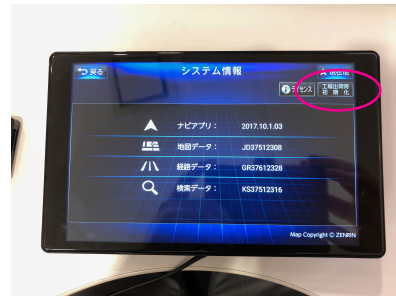 戻る
システム情報
現在地
ライセンス
工場出荷時
初期化
ナビアプリ： 2017.10.1.03
地図データ： JD37512308
経路データ： GR37612328
検索データ： KS37512316
Map Copyright © ZENRIN